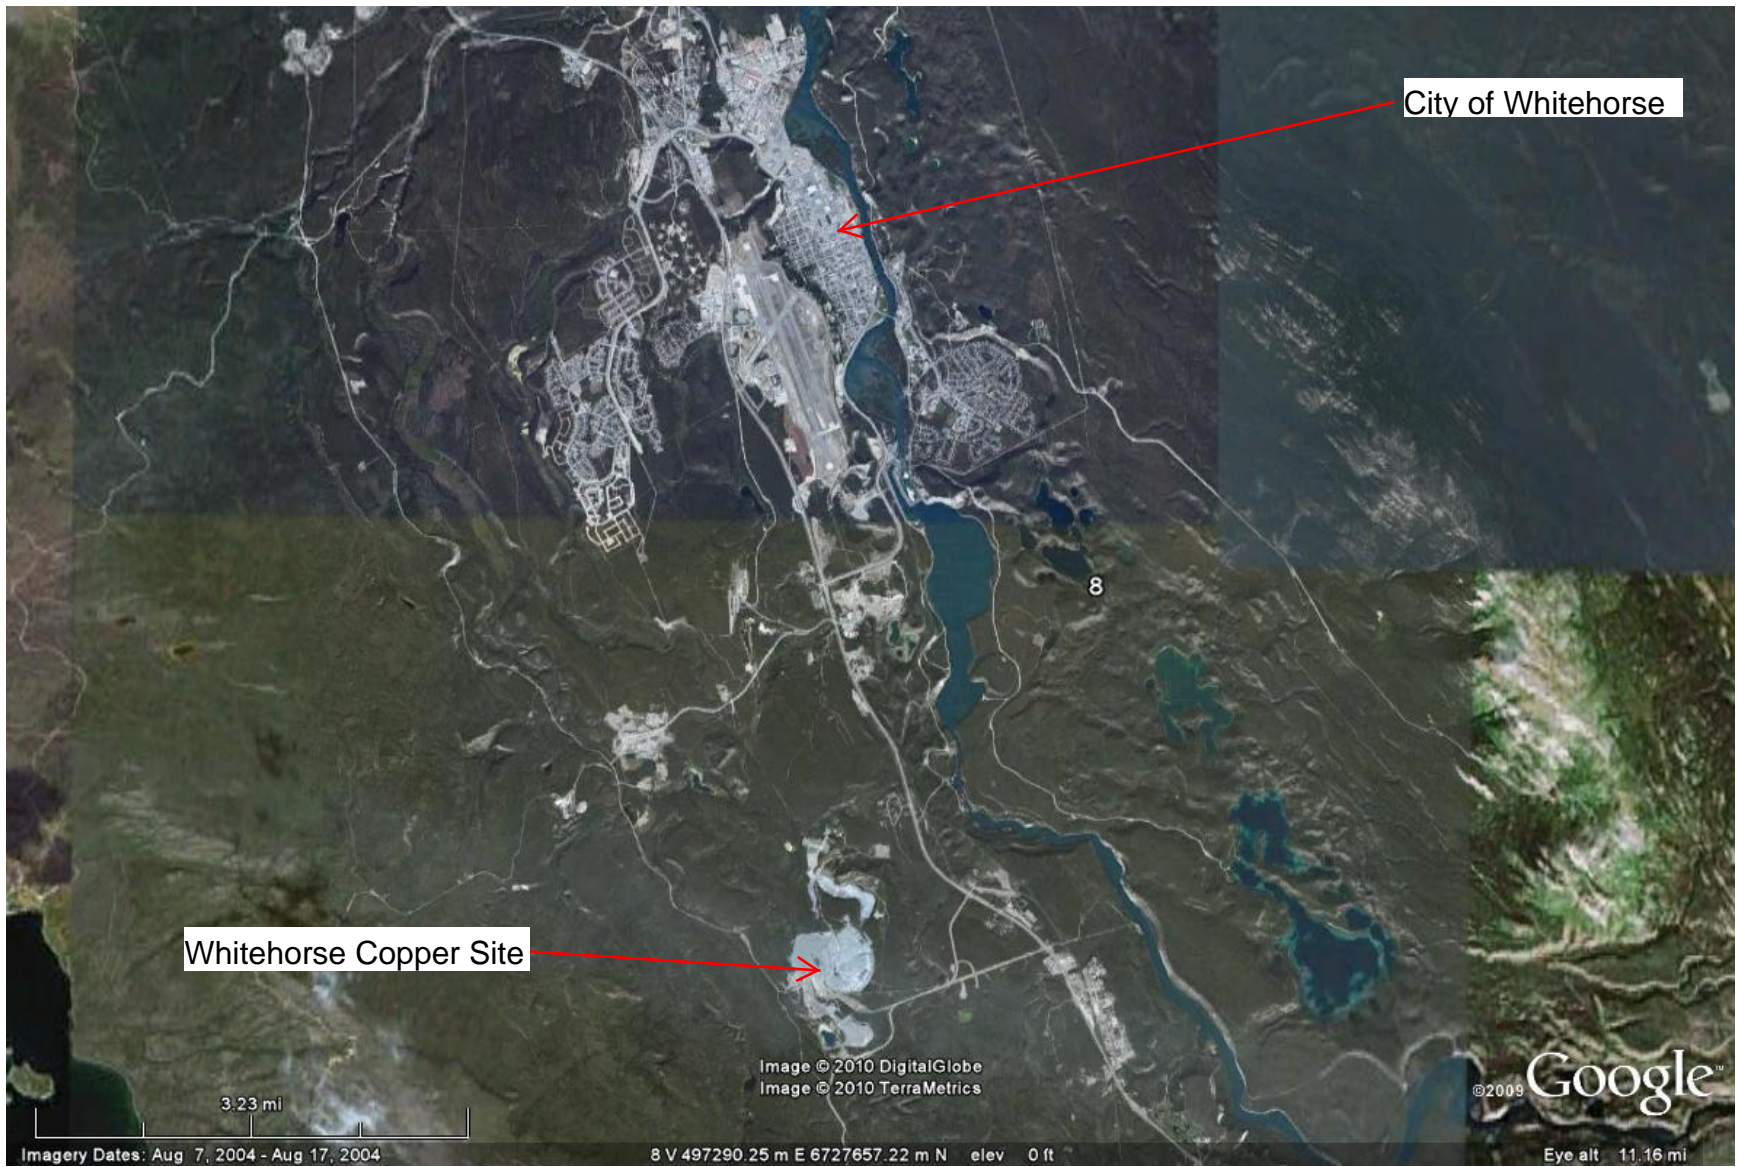 City of Whitehorse
8
Whitehorse Copper Site
Image © 2010 DigitalGlobe
Image © 2010 TerraMetrics
©2009 Google™
3.23 mi
Imagery Dates: Aug 7, 2004 - Aug 17, 2004 8 V 497290.25 m E 6727657.22 m N elev 0 ft Eye alt 11.16 mi